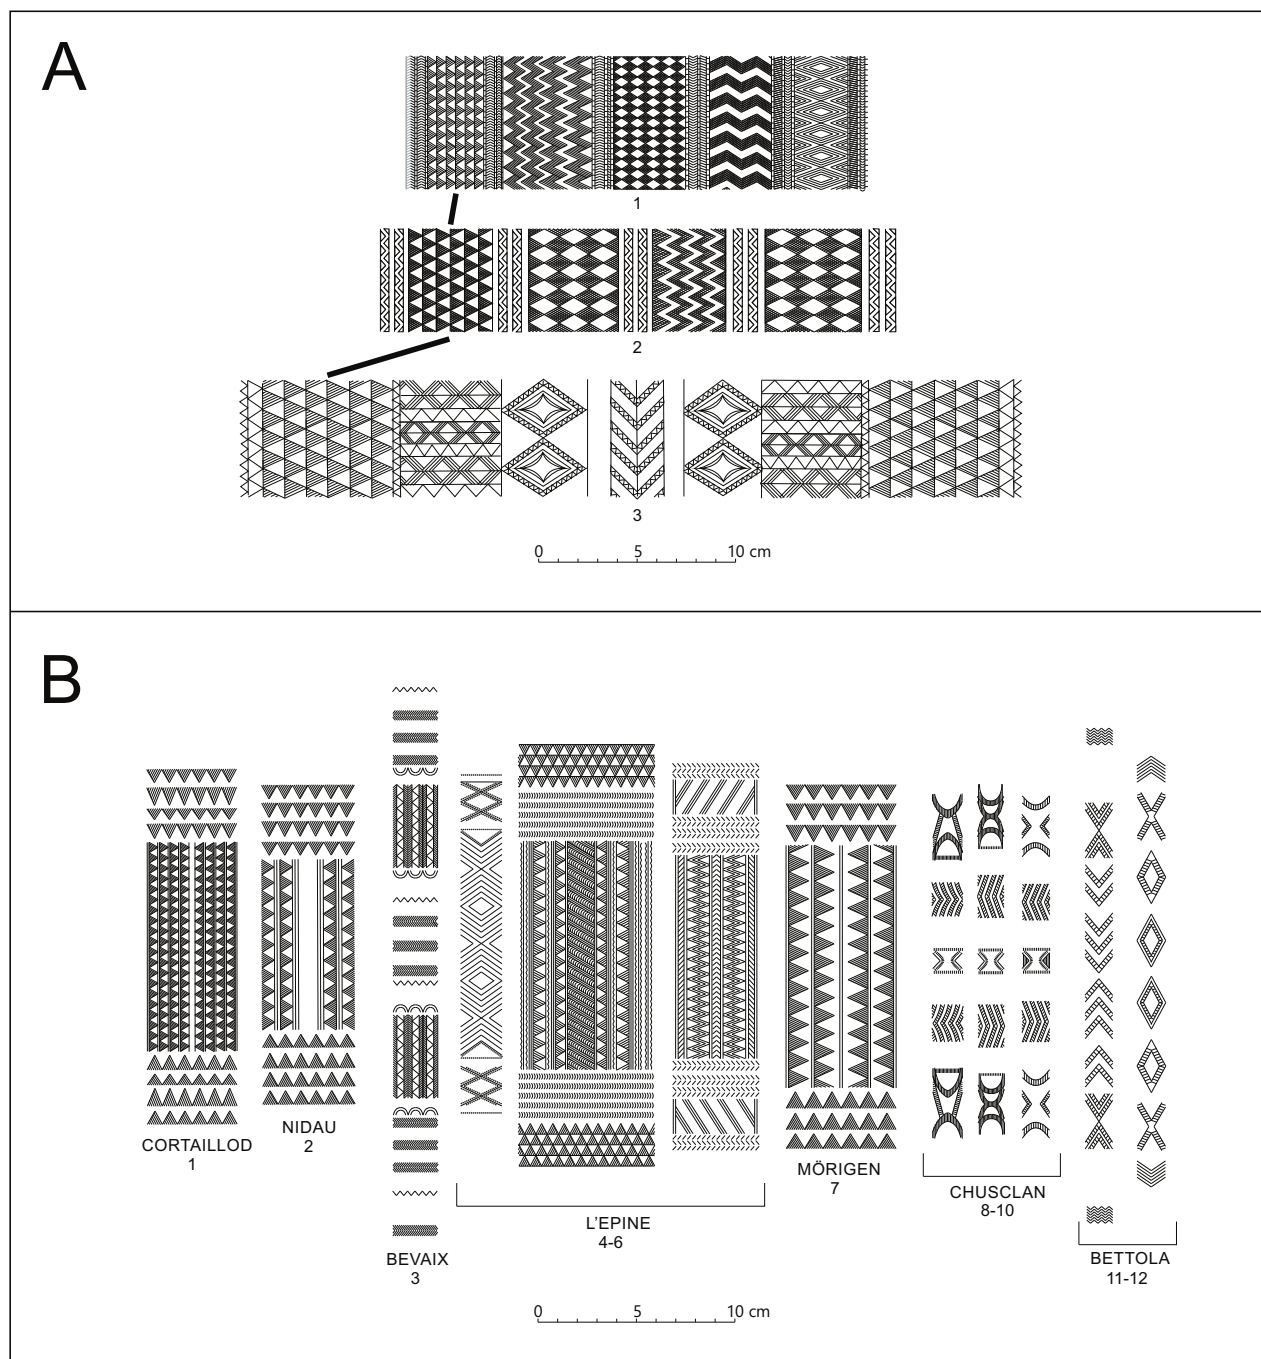 A
1
2
3
0 5 10 cm
B
CORTAILLOD
1
NIDAU
2
BEVAIX
3
L'EPINE
4-6
MÖRIGEN
7
CHUSCLAN
8-10
BETTOLA
11-12
0 5 10 cm